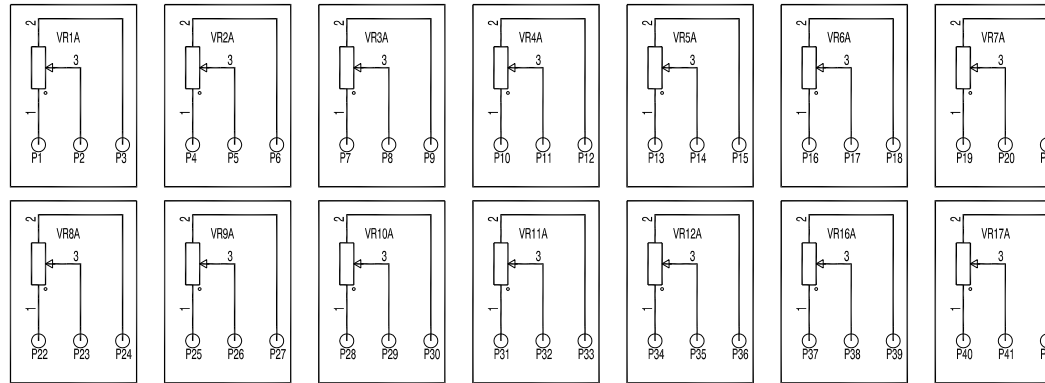 2 2 2 2 2 2 2
VR1A VR2A VR3A VR4A VR5A VR6A VR7A
3 3 3 3 3 3 3
1 1 1 1 1 1 1
P1 P2 P3 P4 P5 P6 P7 P8 P9 P10 P11 P12 P13 P14 P15 P16 P17 P18 P19 P20
2 2 2 2 2 2 2
VR8A VR9A VR10A VR11A VR12A VR16A VR17A
3 3 3 3 3 3 3
1 1 1 1 1 1 1
P22 P23 P24 P25 P26 P27 P28 P29 P30 P31 P32 P33 P34 P35 P36 P37 P38 P39 P40 P41